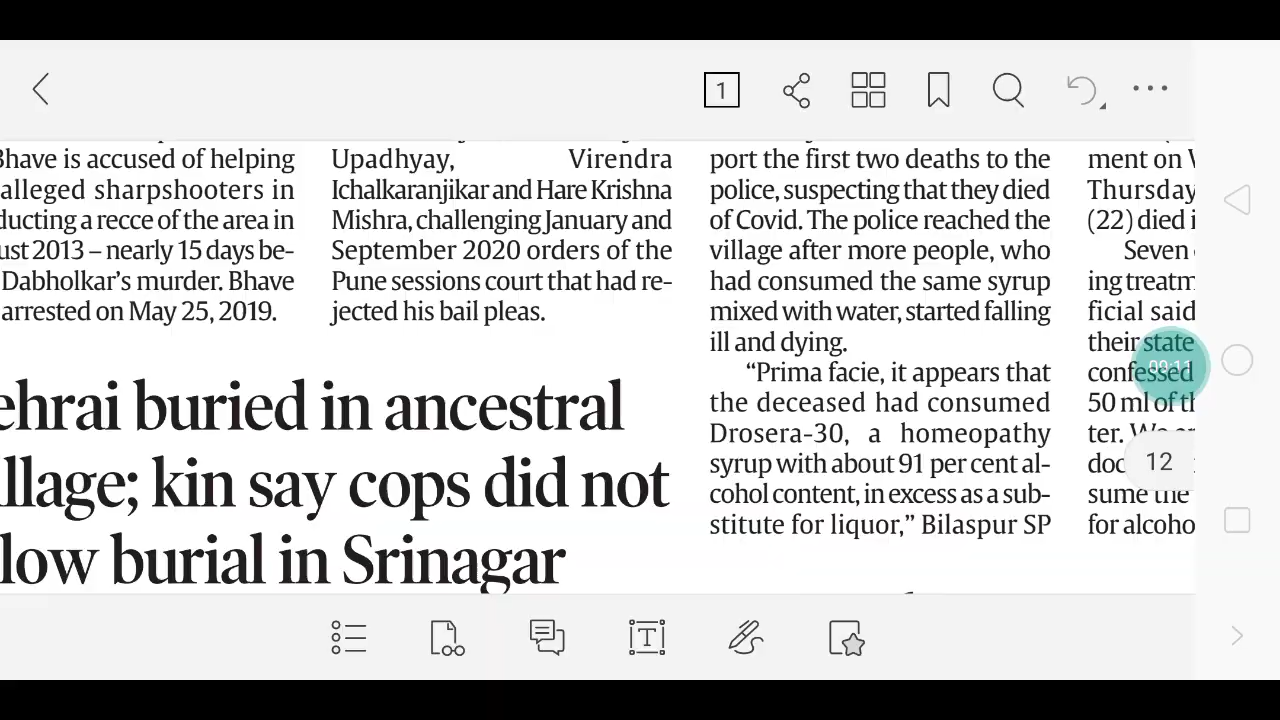 1
Bhave is accused of helping
alleged sharpshooters in
ducting a recce of the area in
ust 2013 – nearly 15 days be-
Dabholkar's murder. Bhave
arrested on May 25, 2019.
Upadhyay, Virendra
Ichalkaranjikar and Hare Krishna
Mishra, challenging January and
September 2020 orders of the
Pune sessions court that had re-
jected his bail pleas.
ehrai buried in ancestral
llage; kin say cops did not
low burial in Srinagar
port the first two deaths to the
police, suspecting that they died
of Covid. The police reached the
village after more people, who
had consumed the same syrup
mixed with water, started falling
ill and dying.
“Prima facie, it appears that
the deceased had consumed
Drosera-30, a homeopathy
syrup with about 91 per cent al-
cohol content, in excess as a sub-
stitute for liquor,” Bilaspur SP
ment on
Thursday
(22) died i
Seven
ing treatm
ficial said
their state
confessed
50 ml of th
ter. We
doc
sume the
for alcoho
00:11
12